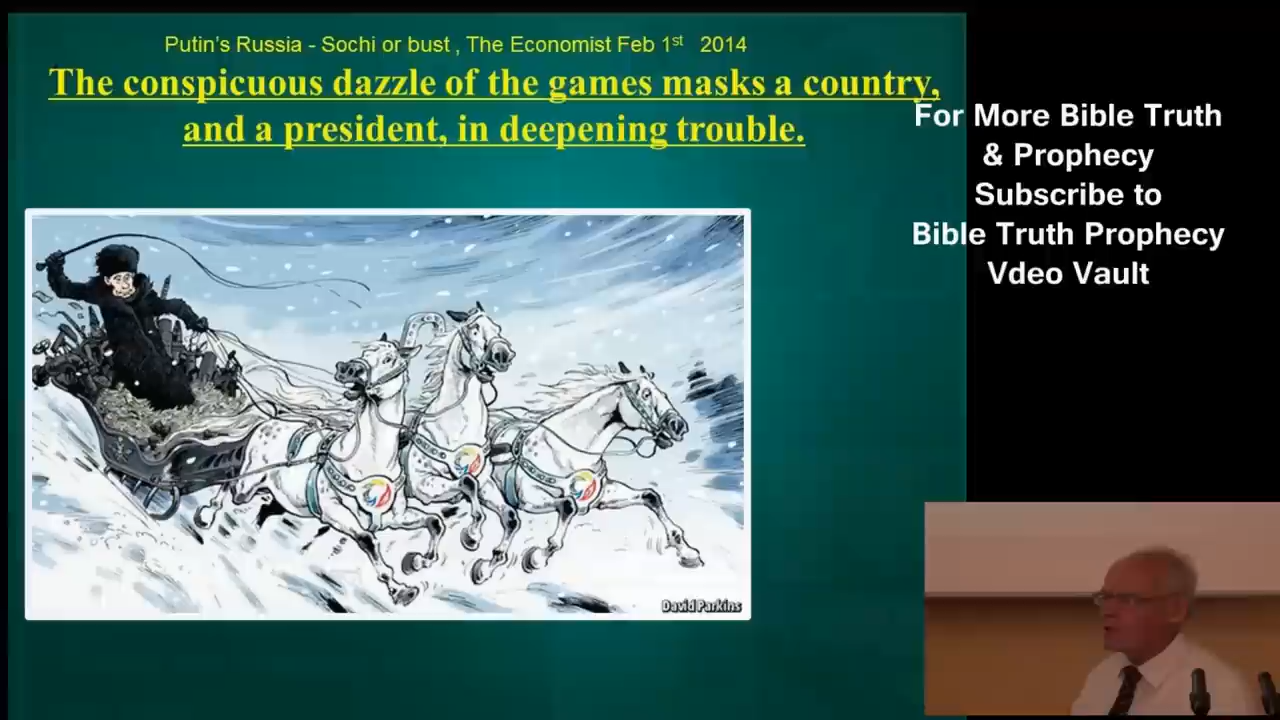 Putin's Russia - Sochi or bust , The Economist Feb 1st 2014
The conspicuous dazzle of the games masks a country,
and a president, in deepening trouble.
For More Bible Truth
& Prophecy
Subscribe to
Bible Truth Prophecy
Vdeo Vault
David Parkins